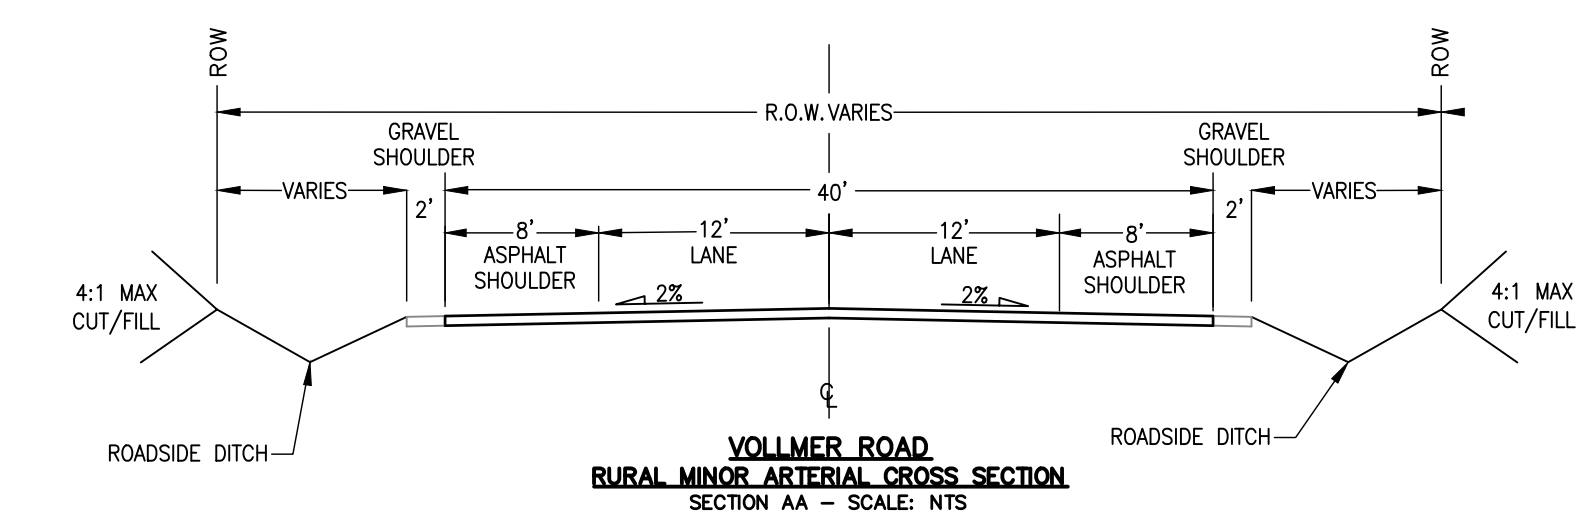 ROW
ROW
R.O.W. VARIES
GRAVEL
SHOULDER
GRAVEL
SHOULDER
VARIES
40'
VARIES
2'
2'
8'
12'
12'
8'
ASPHALT
SHOULDER
LANE
LANE
ASPHALT
SHOULDER
4:1 MAX
CUT/FILL
2%
2%
4:1 MAX
CUT/FILL
℄
ROADSIDE DITCH
ROADSIDE DITCH
VOLLMER ROAD
RURAL MINOR ARTERIAL CROSS SECTION
SECTION AA – SCALE: NTS